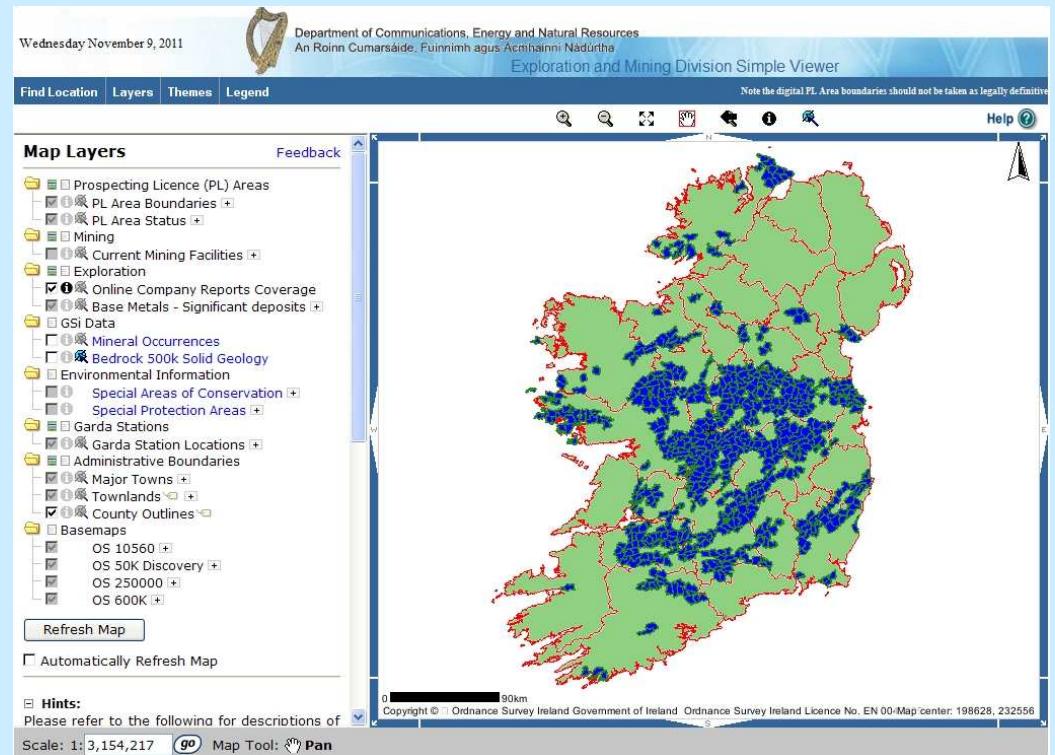 Wednesday November 9, 2011
Department of Communications, Energy and Natural Resources
An Roinn Cumarsáide, Fuinnimh agus Acmhainní Nádúrtha
Exploration and Mining Division Simple Viewer
Find Location Layers Themes Legend
Note the digital PL Area boundaries should not be taken as legally definitive
Help
Map Layers Feedback
Prospecting Licence (PL) Areas
PL Area Boundaries
PL Area Status
Mining
Current Mining Facilities
Exploration
Online Company Reports Coverage
Base Metals - Significant deposits
GSi Data
Mineral Occurrences
Bedrock 500k Solid Geology
Environmental Information
Special Areas of Conservation
Special Protection Areas
Garda Stations
Garda Station Locations
Administrative Boundaries
Major Towns
Townlands
County Outlines
Basemaps
OS 10560
OS 50K Discovery
OS 250000
OS 600K
Refresh Map
Automatically Refresh Map
Hints:
Please refer to the following for descriptions of
N
W
E
S
0 90km
Copyright © Ordnance Survey Ireland Government of Ireland Ordnance Survey Ireland Licence No. EN 004 Map center: 198628, 232556
Scale: 1: 3,154,217 go Map Tool: Pan